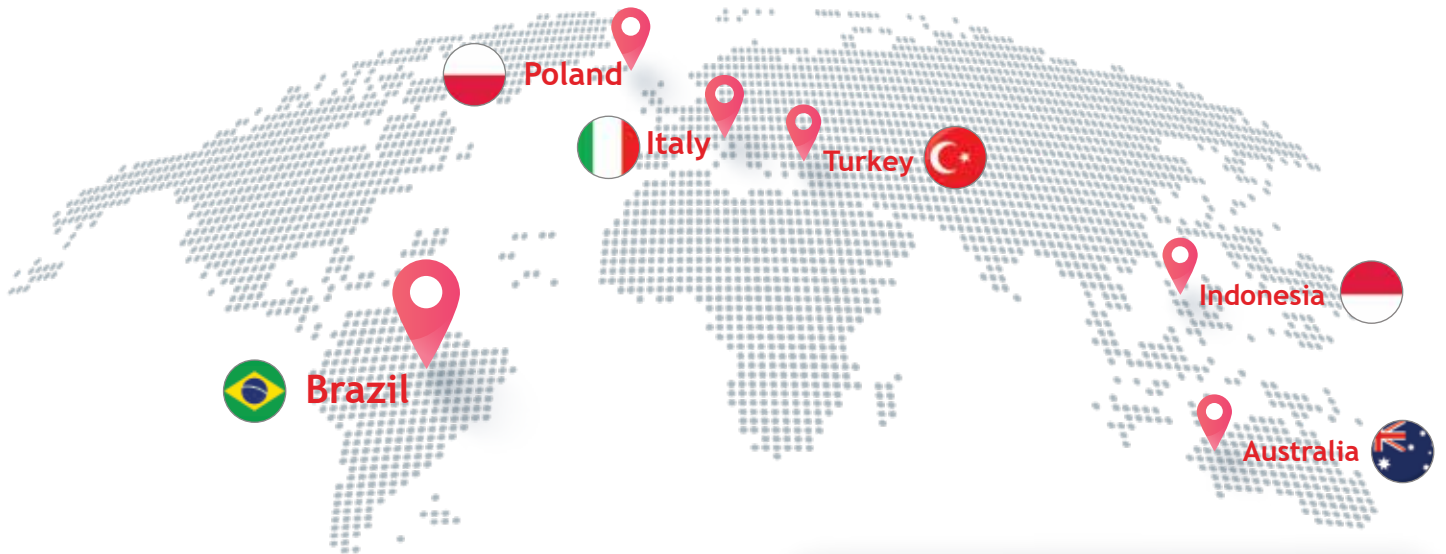 Poland
Italy
Turkey
Indonesia
Brazil
Australia